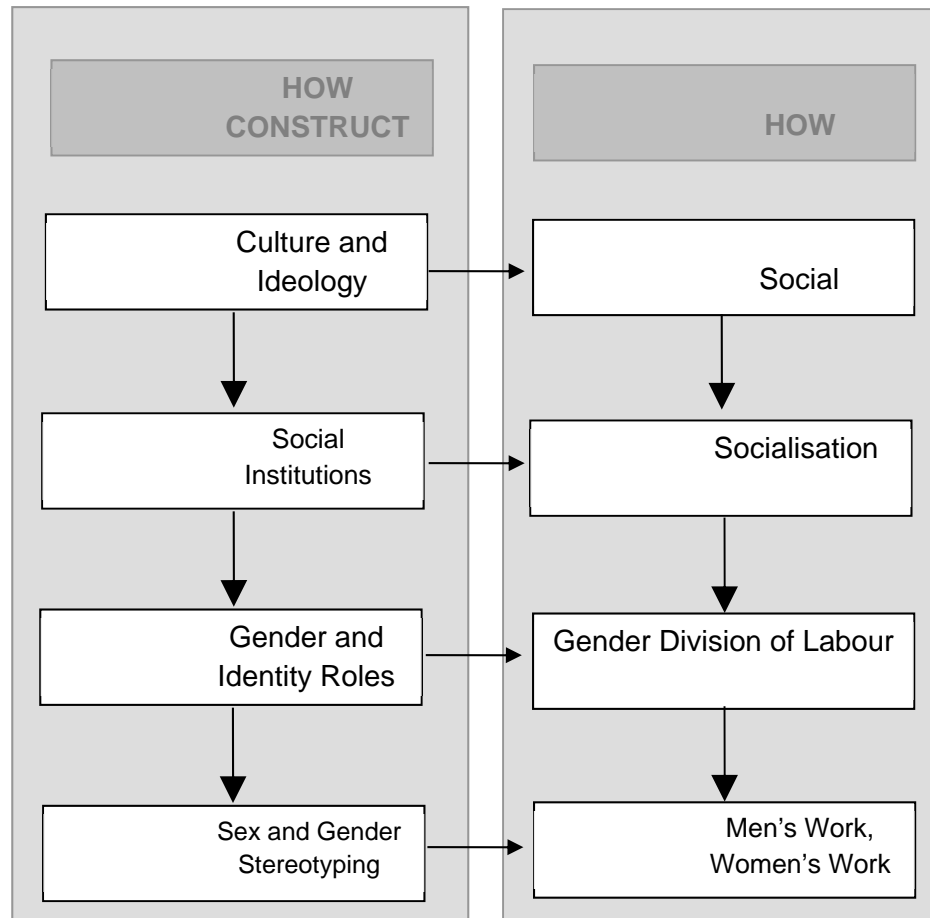 HOW
CONSTRUCT
HOW
Culture and
Ideology
Social
Social
Institutions
Socialisation
Gender and
Identity Roles
Gender Division of Labour
Sex and Gender
Stereotyping
Men's Work,
Women's Work